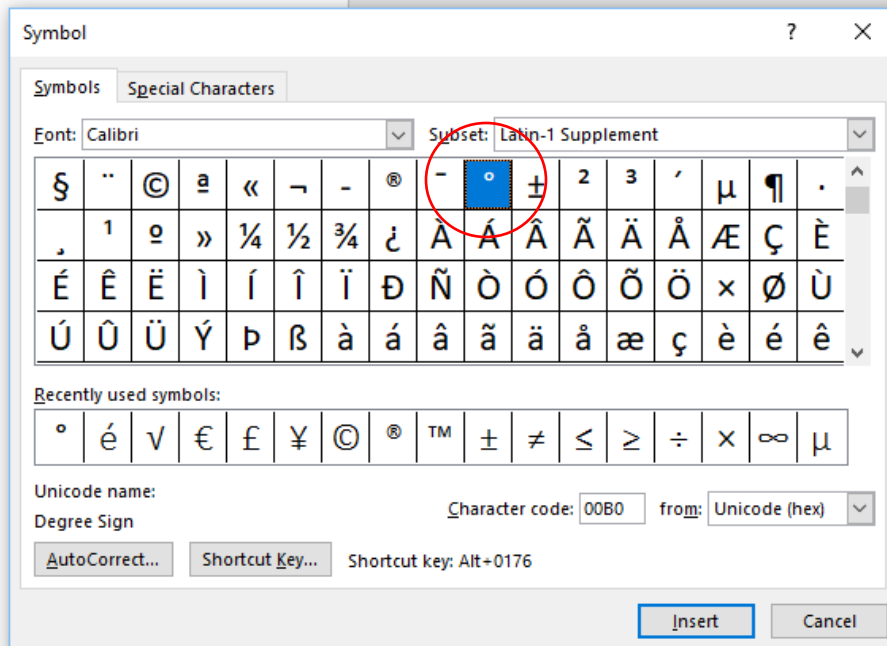 Symbol ? ×
Symbols Special Characters
Font: Calibri Subset: Latin-1 Supplement
§ ¨ © ª « ¬ - ® ¯ ° ± ² ³ ´ µ ¶ ·
¸ ¹ º » ¼ ½ ¾ ¿ À Á Â Ã Ä Å Æ Ç È
É Ê Ë Ì Í Î Ï Ð Ñ Ò Ó Ô Õ Ö × Ø Ù
Ú Û Ü Ý Þ ß à á â ã ä å æ ç è é ê
Recently used symbols:
° é √ € £ ¥ © ® ™ ± ≠ ≤ ≥ ÷ × ∞ µ
Unicode name:
Degree Sign
Character code: 00B0 from: Unicode (hex)
AutoCorrect... Shortcut Key... Shortcut key: Alt+0176
Insert Cancel